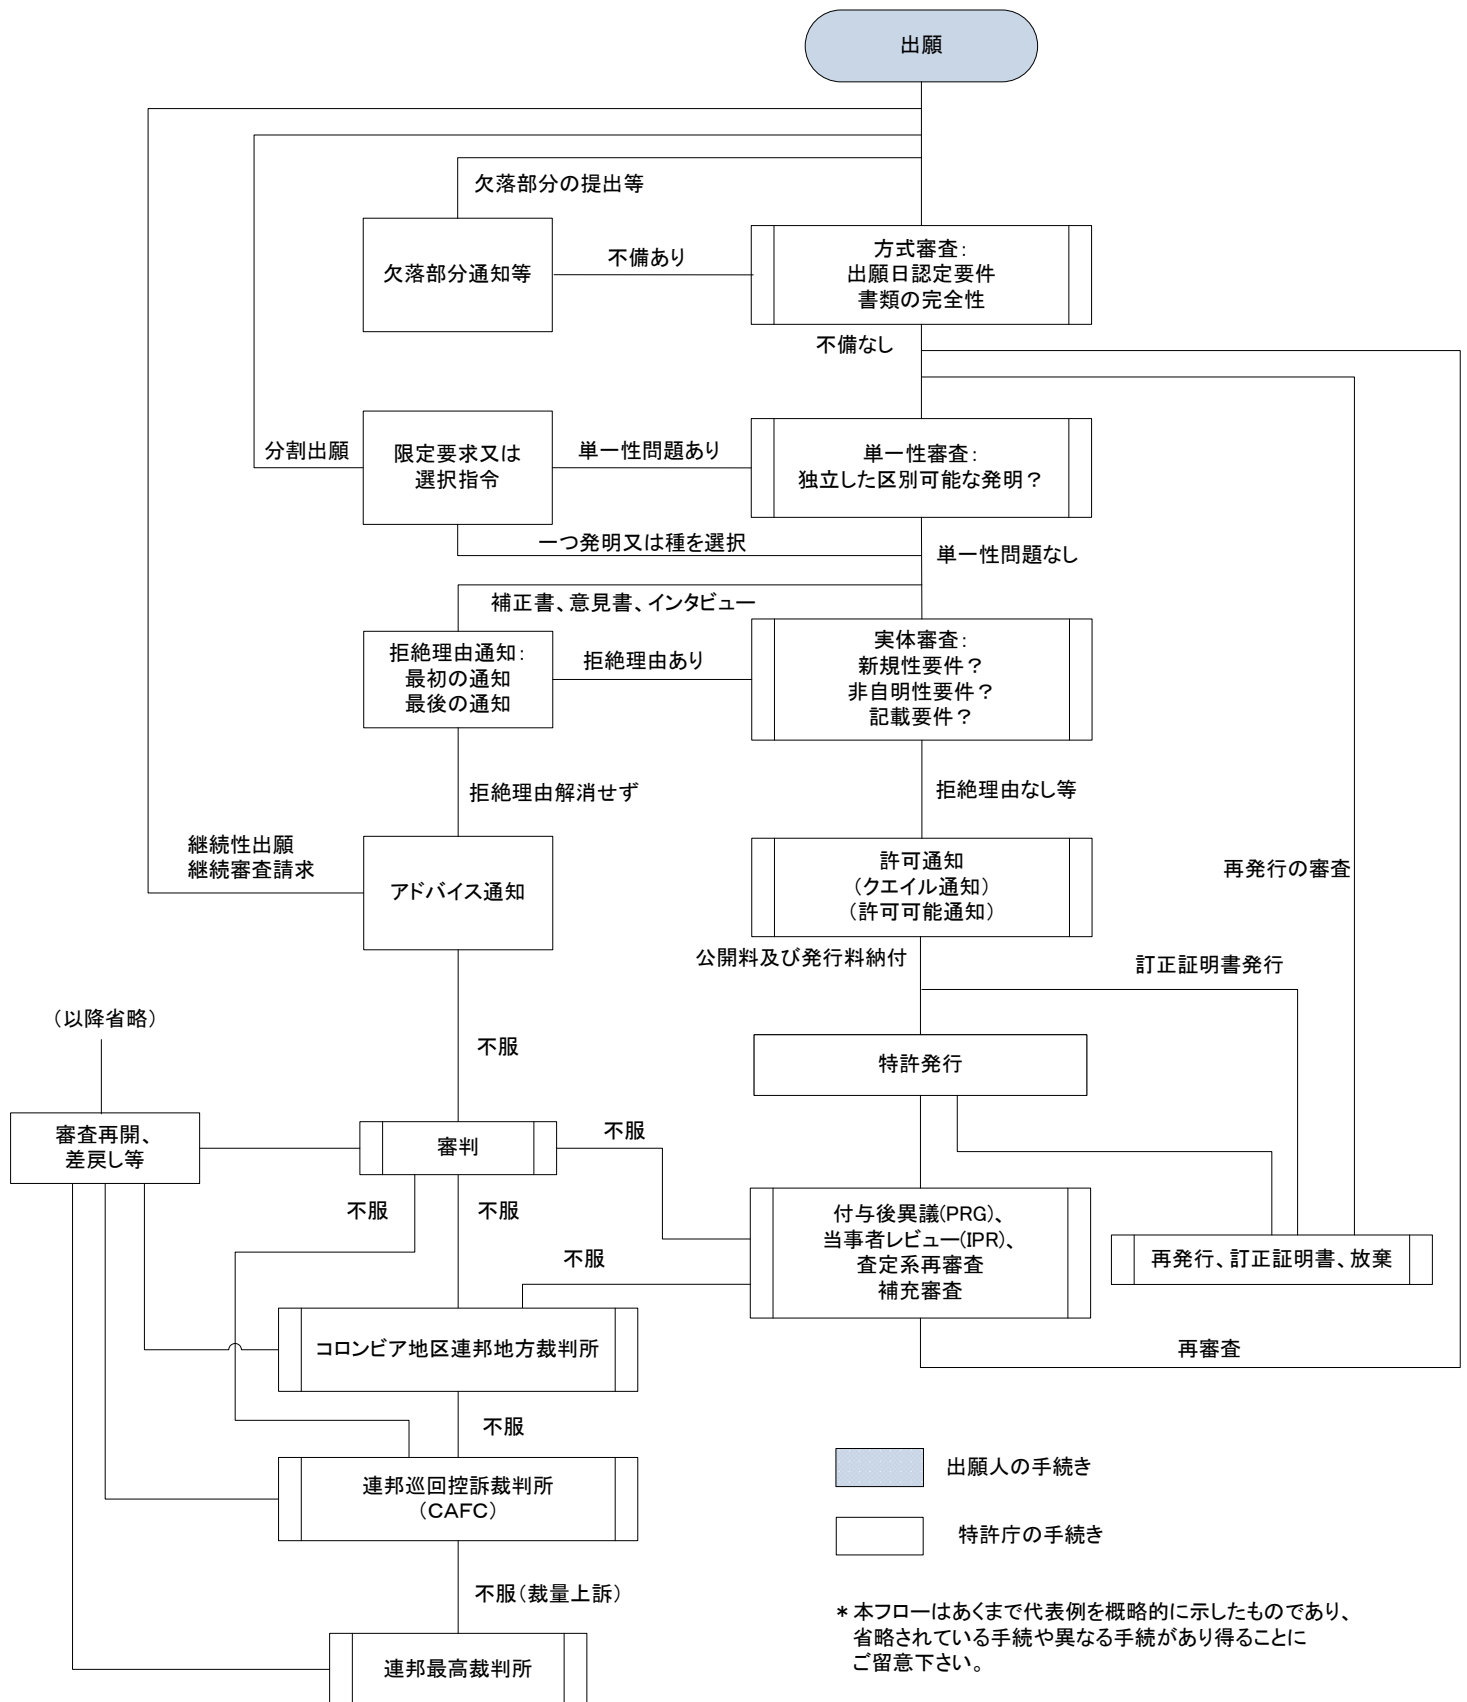 出願
欠落部分の提出等
欠落部分通知等
不備あり
方式審査：
出願日認定要件
書類の完全性
不備なし
分割出願
限定要求又は
選択指令
単一性問題あり
単一性審査：
独立した区別可能な発明？
一つ発明又は種を選択
単一性問題なし
補正書、意見書、インタビュー
拒絶理由通知：
最初の通知
最後の通知
拒絶理由あり
実体審査：
新規性要件？
非自明性要件？
記載要件？
拒絶理由解消せず
拒絶理由なし等
継続性出願
継続審査請求
アドバイス通知
許可通知
（クエイル通知）
（許可可能通知）
再発行の審査
公開料及び発行料納付
訂正証明書発行
（以降省略）
不服
特許発行
審査再開、
差戻し等
審判
不服
不服
不服
付与後異議(PRG)、
当事者レビュー(IPR)、
査定系再審査
補充審査
再発行、訂正証明書、放棄
不服
コロンビア地区連邦地方裁判所
再審査
不服
連邦巡回控訴裁判所
（CAFC）
出願人の手続き
特許庁の手続き
不服（裁量上訴）
連邦最高裁判所
＊本フローはあくまで代表例を概略的に示したものであり、
省略されている手続や異なる手続があり得ることに
ご留意下さい。